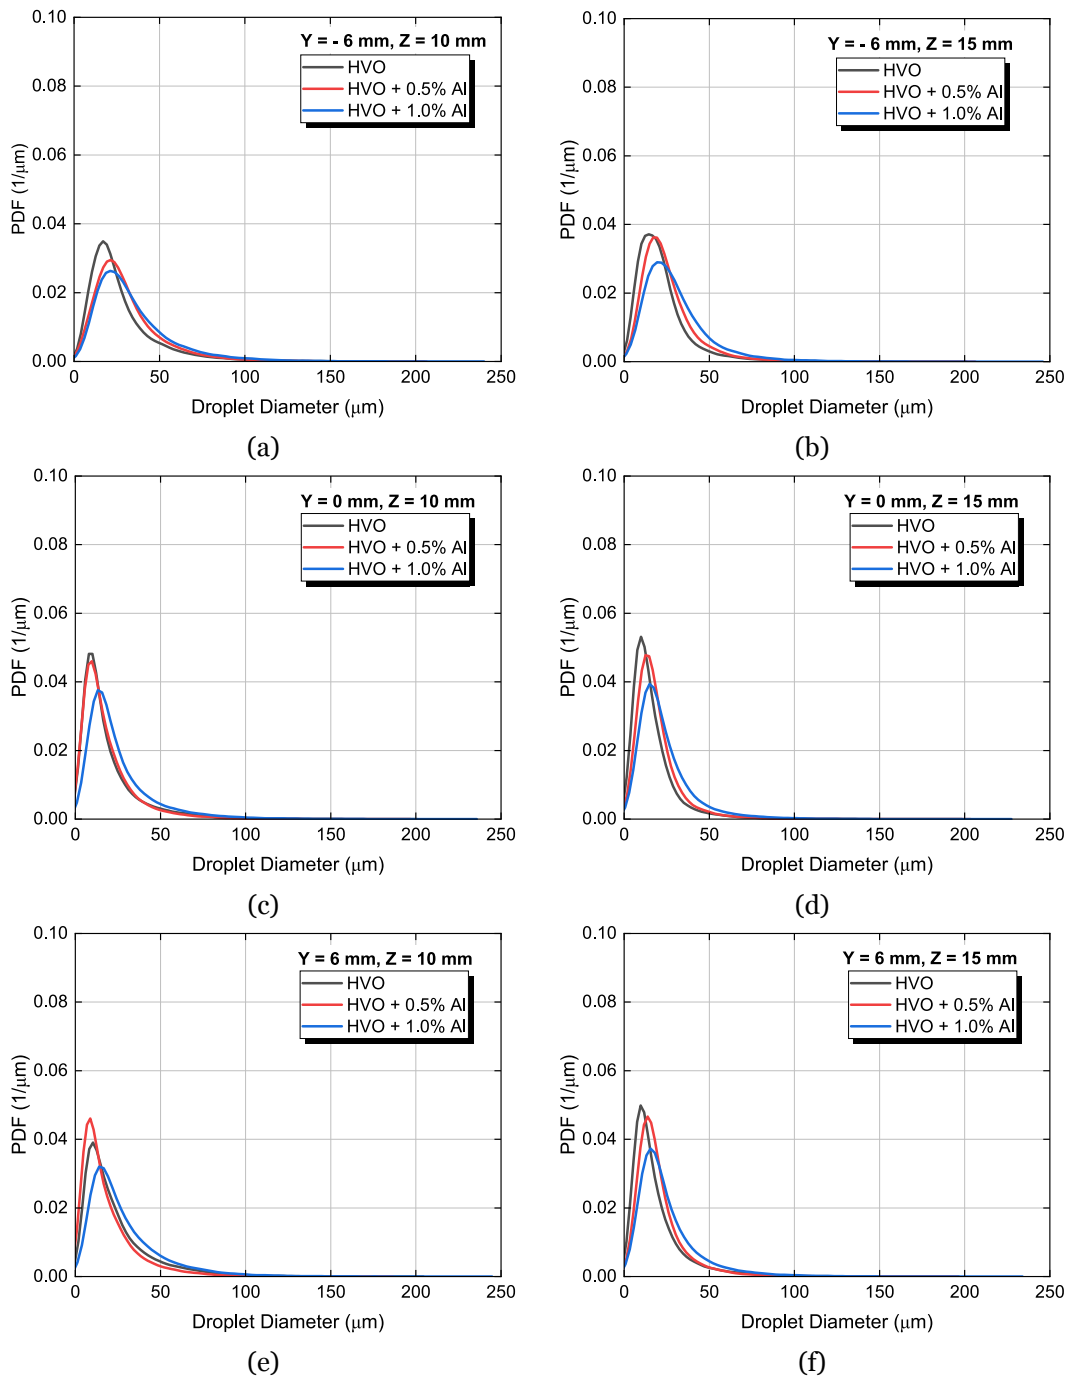 Y = - 6 mm, Z = 10 mm
HVO
HVO + 0.5% Al
HVO + 1.0% Al
0.10
0.08
0.06
0.04
0.02
0.00
PDF (1/μm)
0 50 100 150 200 250
Droplet Diameter (μm)
(a)
Y = - 6 mm, Z = 15 mm
HVO
HVO + 0.5% Al
HVO + 1.0% Al
0.10
0.08
0.06
0.04
0.02
0.00
PDF (1/μm)
0 50 100 150 200 250
Droplet Diameter (μm)
(b)
Y = 0 mm, Z = 10 mm
HVO
HVO + 0.5% Al
HVO + 1.0% Al
0.10
0.08
0.06
0.04
0.02
0.00
PDF (1/μm)
0 50 100 150 200 250
Droplet Diameter (μm)
(c)
Y = 0 mm, Z = 15 mm
HVO
HVO + 0.5% Al
HVO + 1.0% Al
0.10
0.08
0.06
0.04
0.02
0.00
PDF (1/μm)
0 50 100 150 200 250
Droplet Diameter (μm)
(d)
Y = 6 mm, Z = 10 mm
HVO
HVO + 0.5% Al
HVO + 1.0% Al
0.10
0.08
0.06
0.04
0.02
0.00
PDF (1/μm)
0 50 100 150 200 250
Droplet Diameter (μm)
(e)
Y = 6 mm, Z = 15 mm
HVO
HVO + 0.5% Al
HVO + 1.0% Al
0.10
0.08
0.06
0.04
0.02
0.00
PDF (1/μm)
0 50 100 150 200 250
Droplet Diameter (μm)
(f)